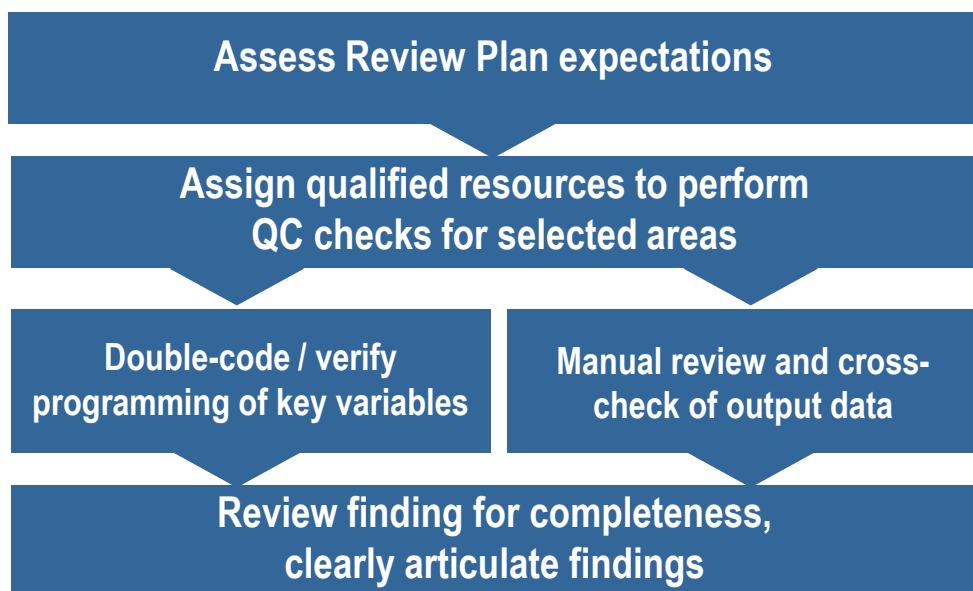 Assess Review Plan expectations
Assign qualified resources to perform
QC checks for selected areas
Double-code / verify
programming of key variables
Manual review and cross-
check of output data
Review finding for completeness,
clearly articulate findings